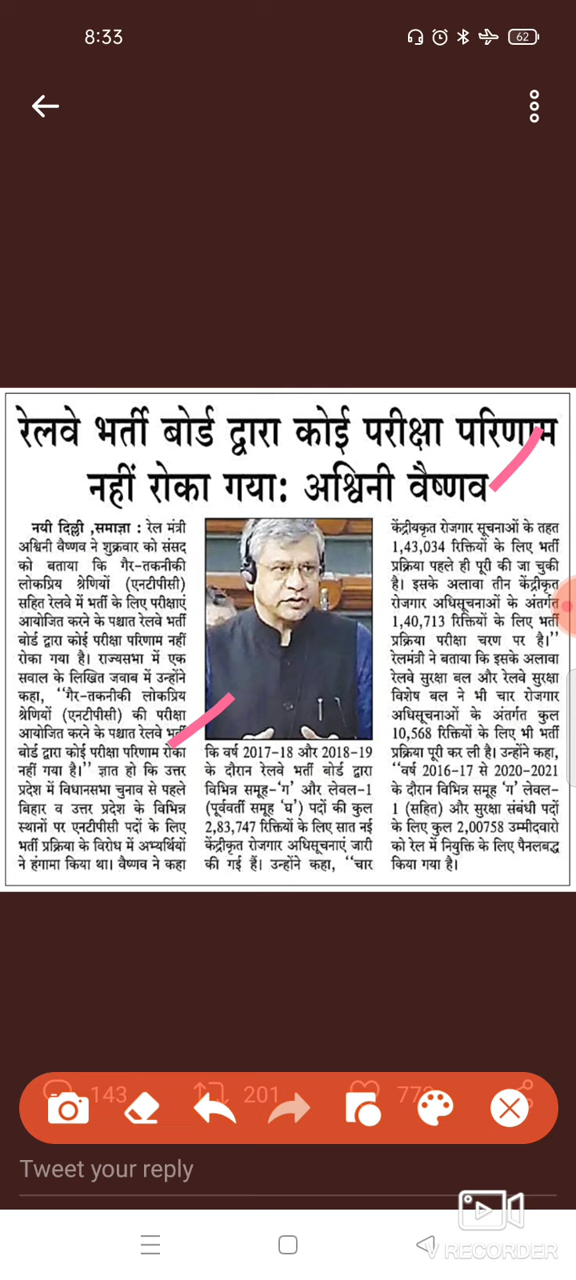 8:33
62
रेलवे भर्ती बोर्ड द्वारा कोई परीक्षा परिणाम
नहीं रोका गया: अश्विनी वैष्णव
नयी दिल्ली ,समाज्ञा : रेल मंत्री
अश्विनी वैष्णव ने शुक्रवार को संसद
को बताया कि गैर-तकनीकी
लोकप्रिय श्रेणियों (एनटीपीसी)
सहित रेलवे में भर्ती के लिए परीक्षाएं
आयोजित करने के पश्चात रेलवे भर्ती
बोर्ड द्वारा कोई परीक्षा परिणाम नहीं
रोका गया है। राज्यसभा में एक
सवाल के लिखित जवाब में उन्होंने
कहा, ‘‘गैर-तकनीकी लोकप्रिय
श्रेणियों (एनटीपीसी) की परीक्षा
आयोजित करने के पश्चात रेलवे भर्ती
बोर्ड द्वारा कोई परीक्षा परिणाम रोका
नहीं गया है।’’ ज्ञात हो कि उत्तर
प्रदेश में विधानसभा चुनाव से पहले
बिहार व उत्तर प्रदेश के विभिन्न
स्थानों पर एनटीपीसी पदों के लिए
भर्ती प्रक्रिया के विरोध में अभ्यर्थियों
ने हंगामा किया था। वैष्णव ने कहा
कि वर्ष 2017-18 और 2018-19
के दौरान रेलवे भर्ती बोर्ड द्वारा
विभिन्न समूह-‘ग’ और लेवल-1
(पूर्ववर्ती समूह ‘घ’) पदों की कुल
2,83,747 रिक्तियों के लिए सात नई
केंद्रीकृत रोजगार अधिसूचनाएं जारी
की गई हैं। उन्होंने कहा, ‘‘चार
केंद्रीयकृत रोजगार सूचनाओं के तहत
1,43,034 रिक्तियों के लिए भर्ती
प्रक्रिया पहले ही पूरी की जा चुकी
है। इसके अलावा तीन केंद्रीकृत
रोजगार अधिसूचनाओं के अंतर्गत
1,40,713 रिक्तियों के लिए भर्ती
प्रक्रिया परीक्षा चरण पर है।’’
रेलमंत्री ने बताया कि इसके अलावा
रेलवे सुरक्षा बल और रेलवे सुरक्षा
विशेष बल ने भी चार रोजगार
अधिसूचनाओं के अंतर्गत कुल
10,568 रिक्तियों के लिए भी भर्ती
प्रक्रिया पूरी कर ली है। उन्होंने कहा,
‘‘वर्ष 2016-17 से 2020-2021
के दौरान विभिन्न समूह ‘ग’ लेवल-
1 (सहित) और सुरक्षा संबंधी पदों
के लिए कुल 2,00758 उम्मीदवारो
को रेल में नियुक्ति के लिए पैनलबद्ध
किया गया है।
143 201
Tweet your reply
V RECORDER